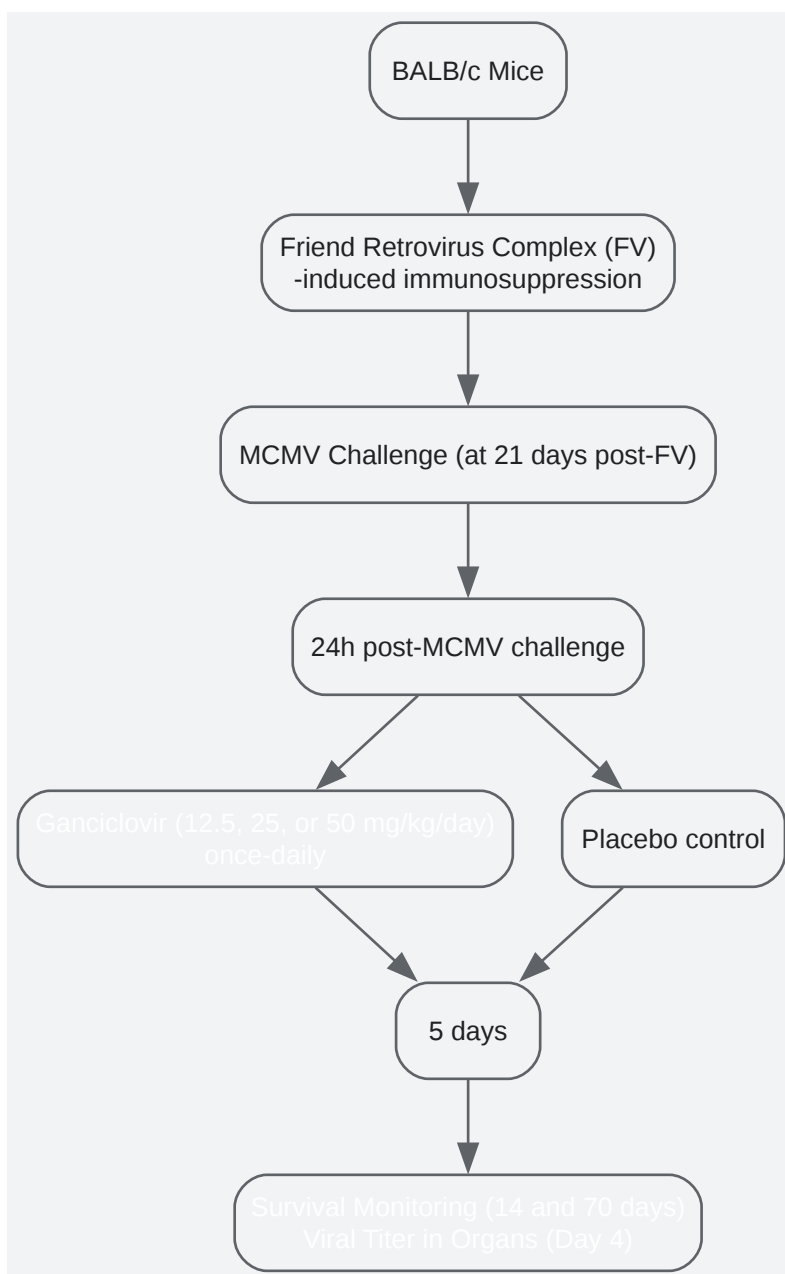 BALB/c Mice
Friend Retrovirus Complex (FV)
-induced immunosuppression
MCMV Challenge (at 21 days post-FV)
24h post-MCMV challenge
Ganciclovir (12.5, 25, or 50 mg/kg/day)
once-daily
Placebo control
5 days
Survival Monitoring (14 and 70 days)
Viral Titer in Organs (Day 4)